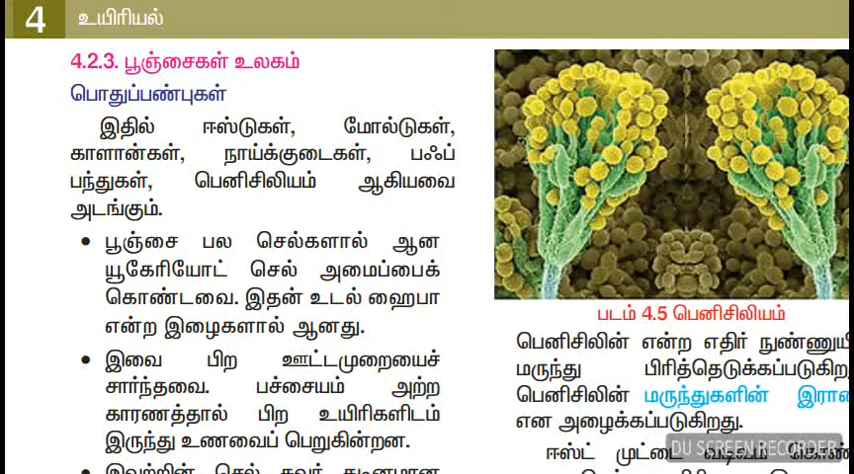 4 உயிரியல்
4.2.3. பூஞ்சைகள் உலகம்
பொதுப்பண்புகள்
இதில் ஈஸ்டுகள், மோல்டுகள்,
காளான்கள், நாய்க்குடைகள், பஃப்
பந்துகள், பெனிசிலியம் ஆகியவை
அடங்கும்.
• பூஞ்சை பல செல்களால் ஆன
யூகேரியோட் செல் அமைப்பைக்
கொண்டவை. இதன் உடல் ஹைபா
என்ற இழைகளால் ஆனது.
• இவை பிற ஊட்டமுறையைச்
சார்ந்தவை. பச்சையம் அற்ற
காரணத்தால் பிற உயிரிகளிடம்
இருந்து உணவைப் பெறுகின்றன.
படம் 4.5 பெனிசிலியம்
பெனிசிலின் என்ற எதிர்
மருந்து
பெனிசிலின் மருந்துகளின்
என அழைக்கப்படுகிறது.
ஈஸ்ட் முட்டை வடிவம்
DU SCREEN RECORDER